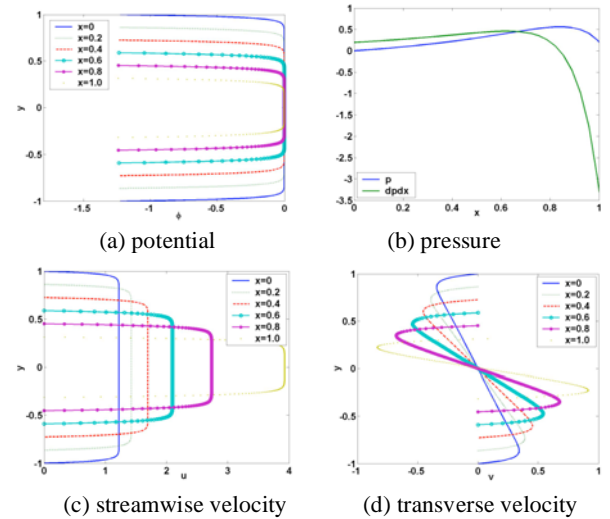 x=0
x=0.2
x=0.4
x=0.6
x=0.8
x=1.0
1
0.5
0
-0.5
-1
y
-1.5
-1
-0.5
0
ϕ
(a) potential
1
0.5
0
-0.5
-1
-1.5
-2
-2.5
-3
-3.5
p
dpdx
0
0.2
0.4
0.6
0.8
1
x
(b) pressure
x=0
x=0.2
x=0.4
x=0.6
x=0.8
x=1.0
1
0.5
0
-0.5
-1
y
0
1
2
3
4
u
(c) streamwise velocity
x=0
x=0.2
x=0.4
x=0.6
x=0.8
x=1.0
1
0.5
0
-0.5
-1
y
-1
-0.5
0
0.5
1
v
(d) transverse velocity